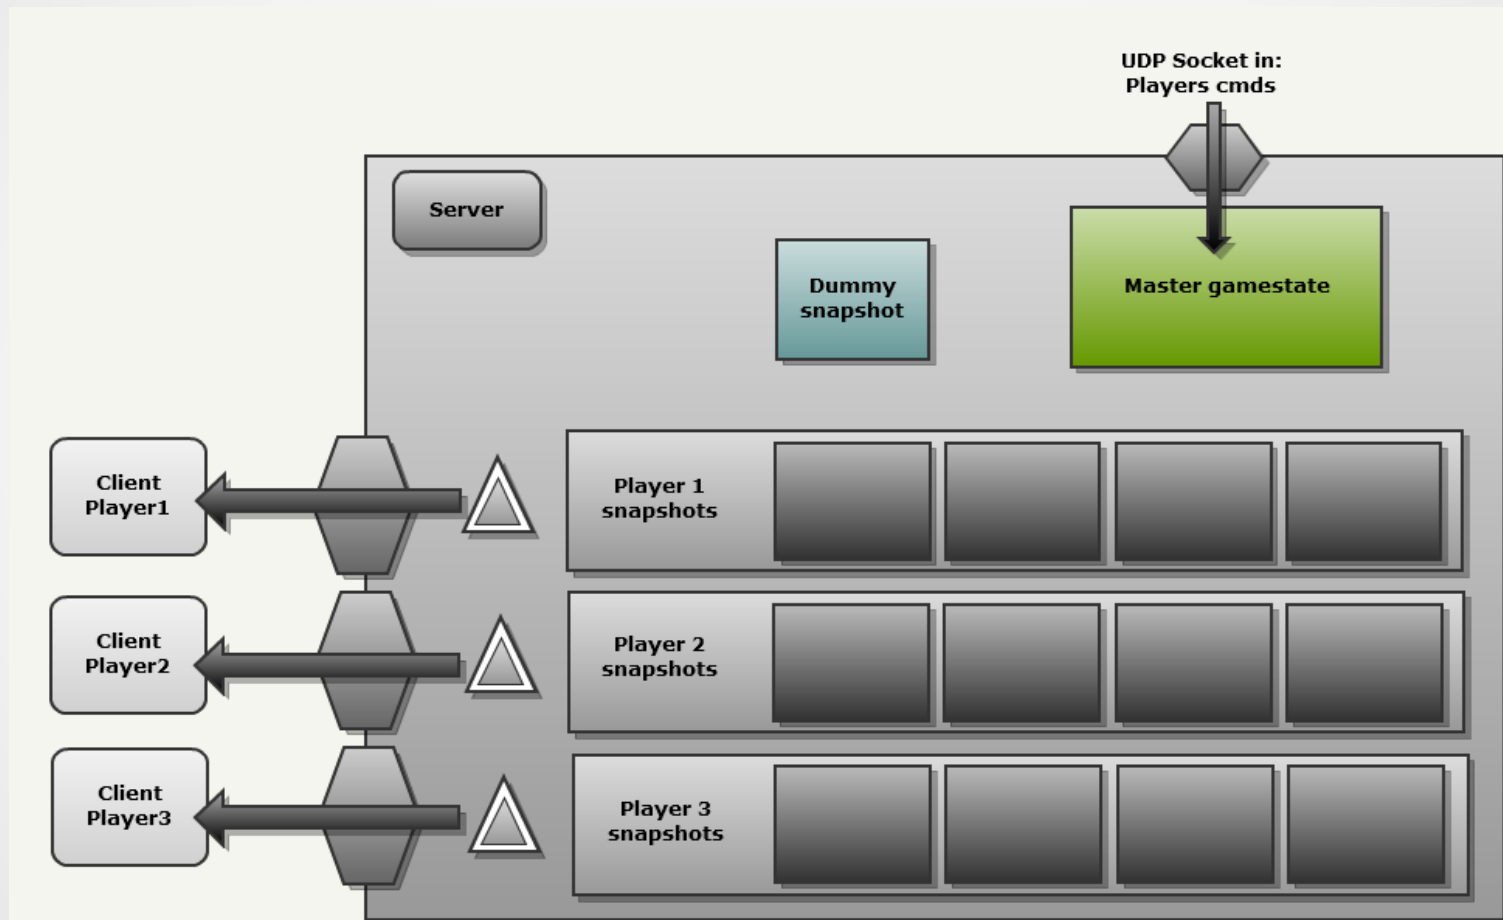 UDP Socket in:
Players cmds
Server
Dummy
snapshot
Master gamestate
Client
Player1
Player 1
snapshots
Client
Player2
Player 2
snapshots
Client
Player3
Player 3
snapshots